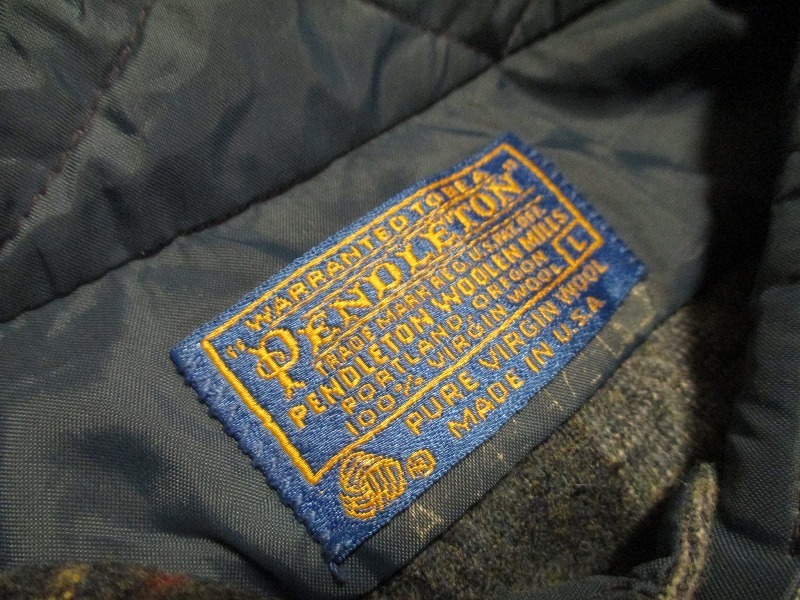 WARRANTED TO BE A
"PENDLETON"
TRADE MARK REG. U.S. PAT. OFF.
PENDLETON WOOLEN MILLS
PORTLAND, OREGON
100% VIRGIN WOOL
L
PURE VIRGIN WOOL
MADE IN U.S.A